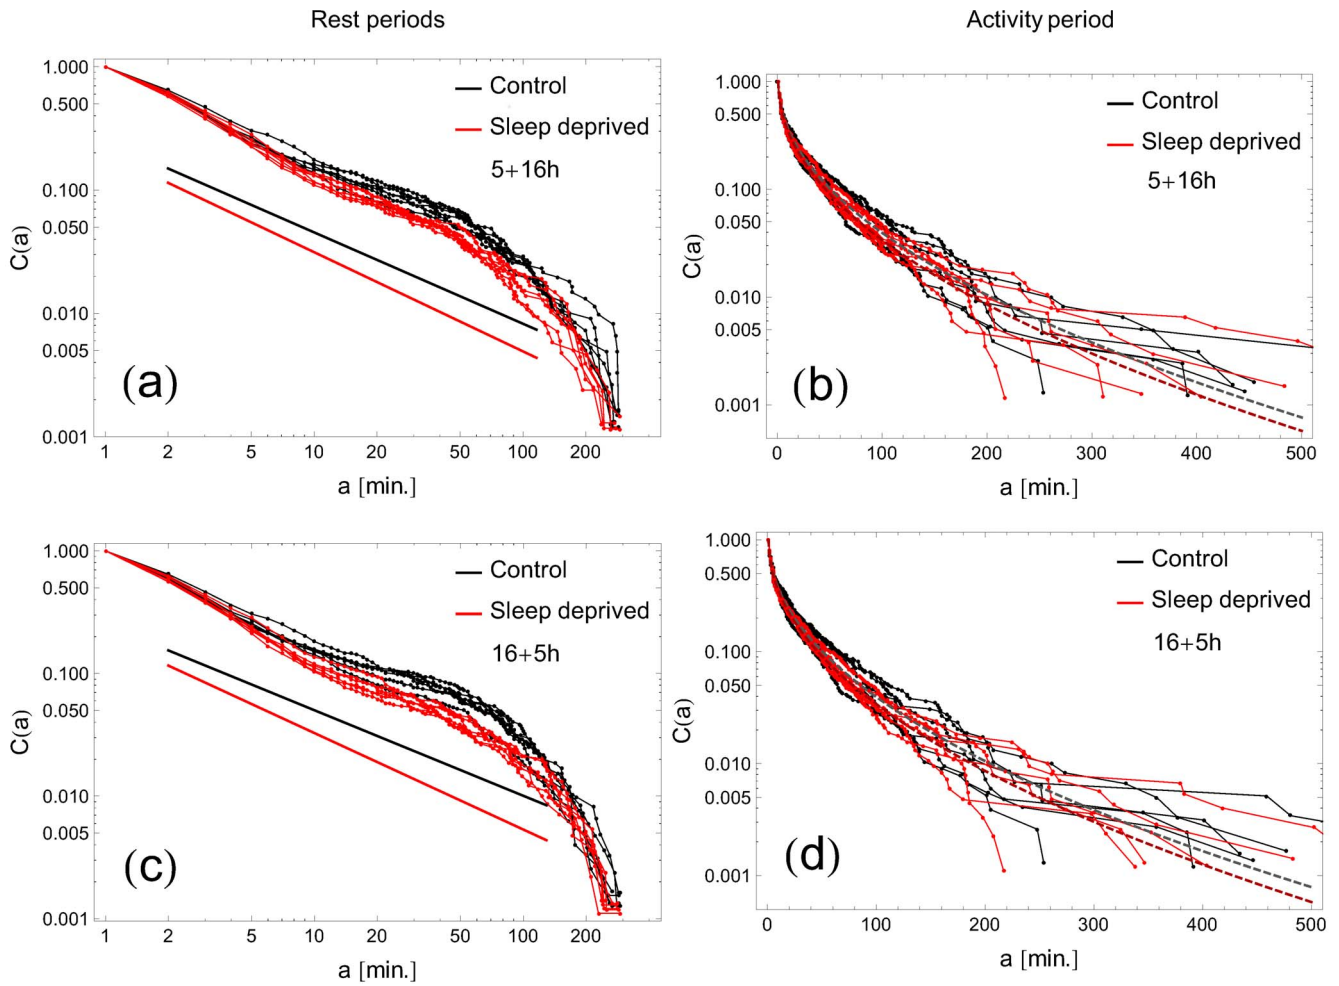 Rest periods
Activity period
1.000
0.500
0.100
0.050
0.010
0.005
0.001
C(a)
Control
Sleep deprived
5+16h
(a)
1 2 5 10 20 50 100 200
a [min.]
1.000
0.500
0.100
0.050
0.010
0.005
0.001
C(a)
Control
Sleep deprived
5+16h
(b)
0 100 200 300 400 500
a [min.]
1.000
0.500
0.100
0.050
0.010
0.005
0.001
C(a)
Control
Sleep deprived
16+5h
(c)
1 2 5 10 20 50 100 200
a [min.]
1.000
0.500
0.100
0.050
0.010
0.005
0.001
C(a)
Control
Sleep deprived
16+5h
(d)
0 100 200 300 400 500
a [min.]